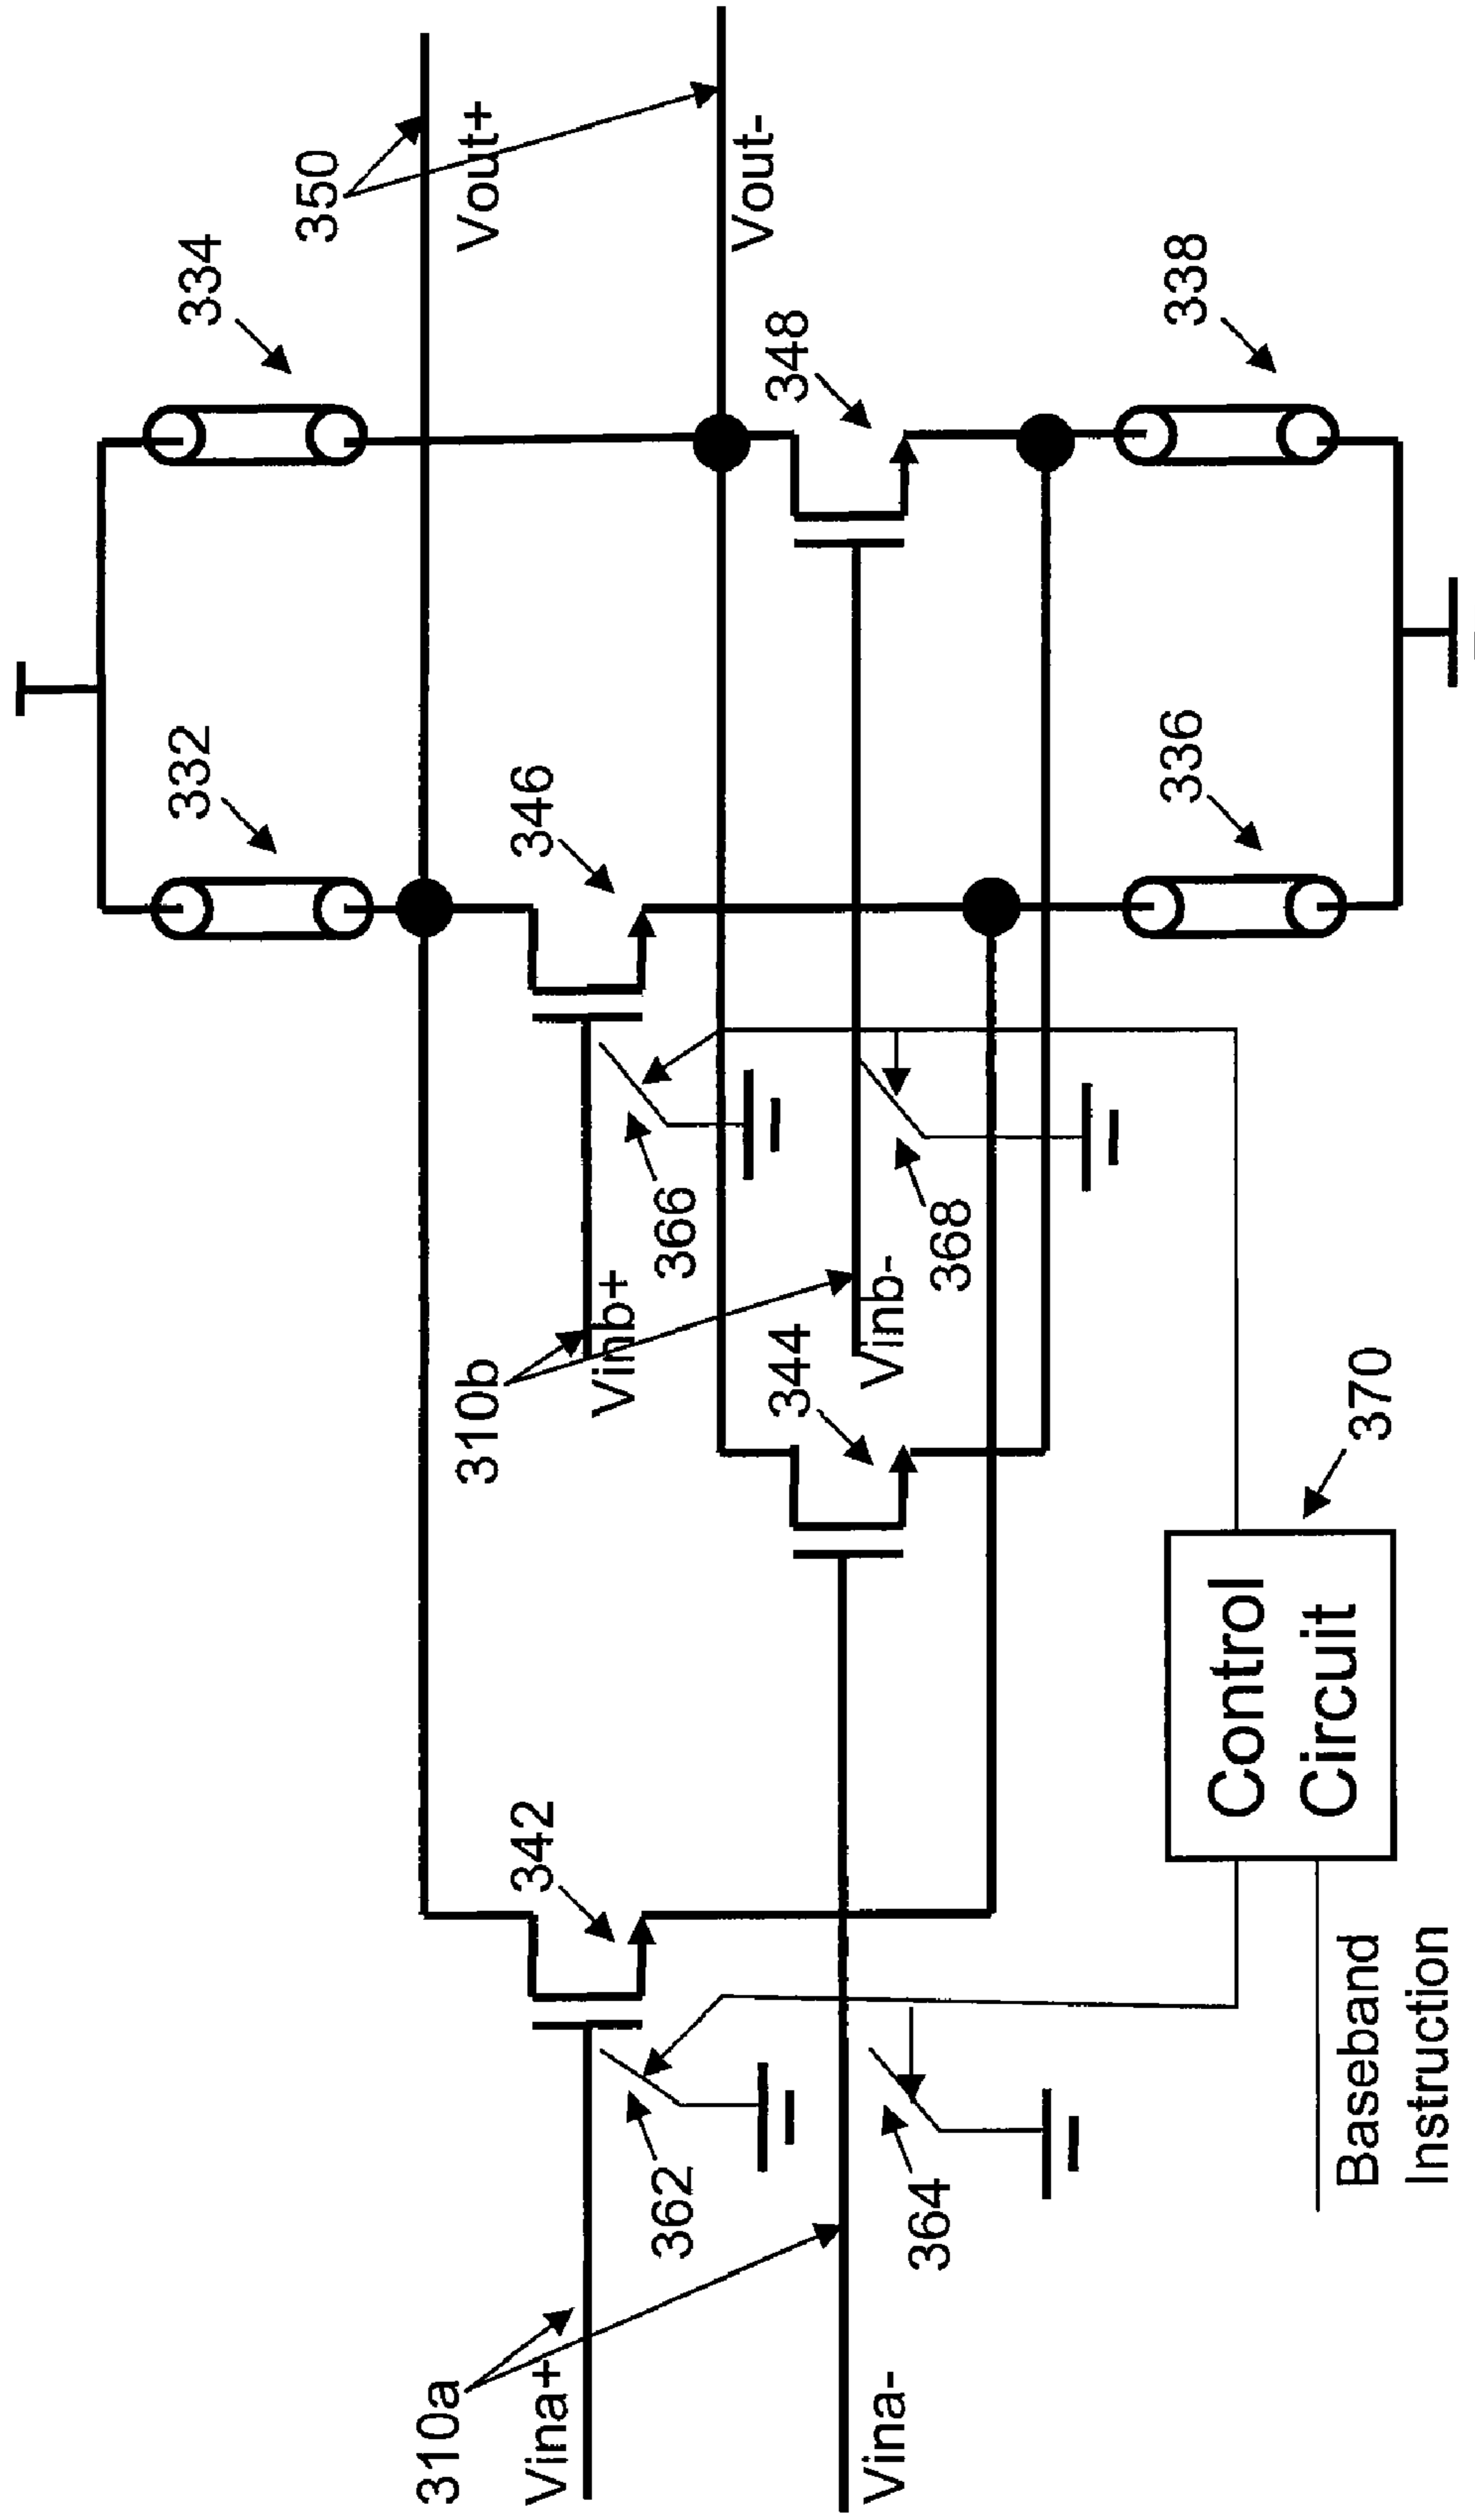 334
350
332
Vout+
346
Vout-
348
338
336
310b
Vinb+
366
344
Vinb-
368
342
370
Control
Circuit
310a
Vina+
362
Vina-
364
Baseband
Instruction